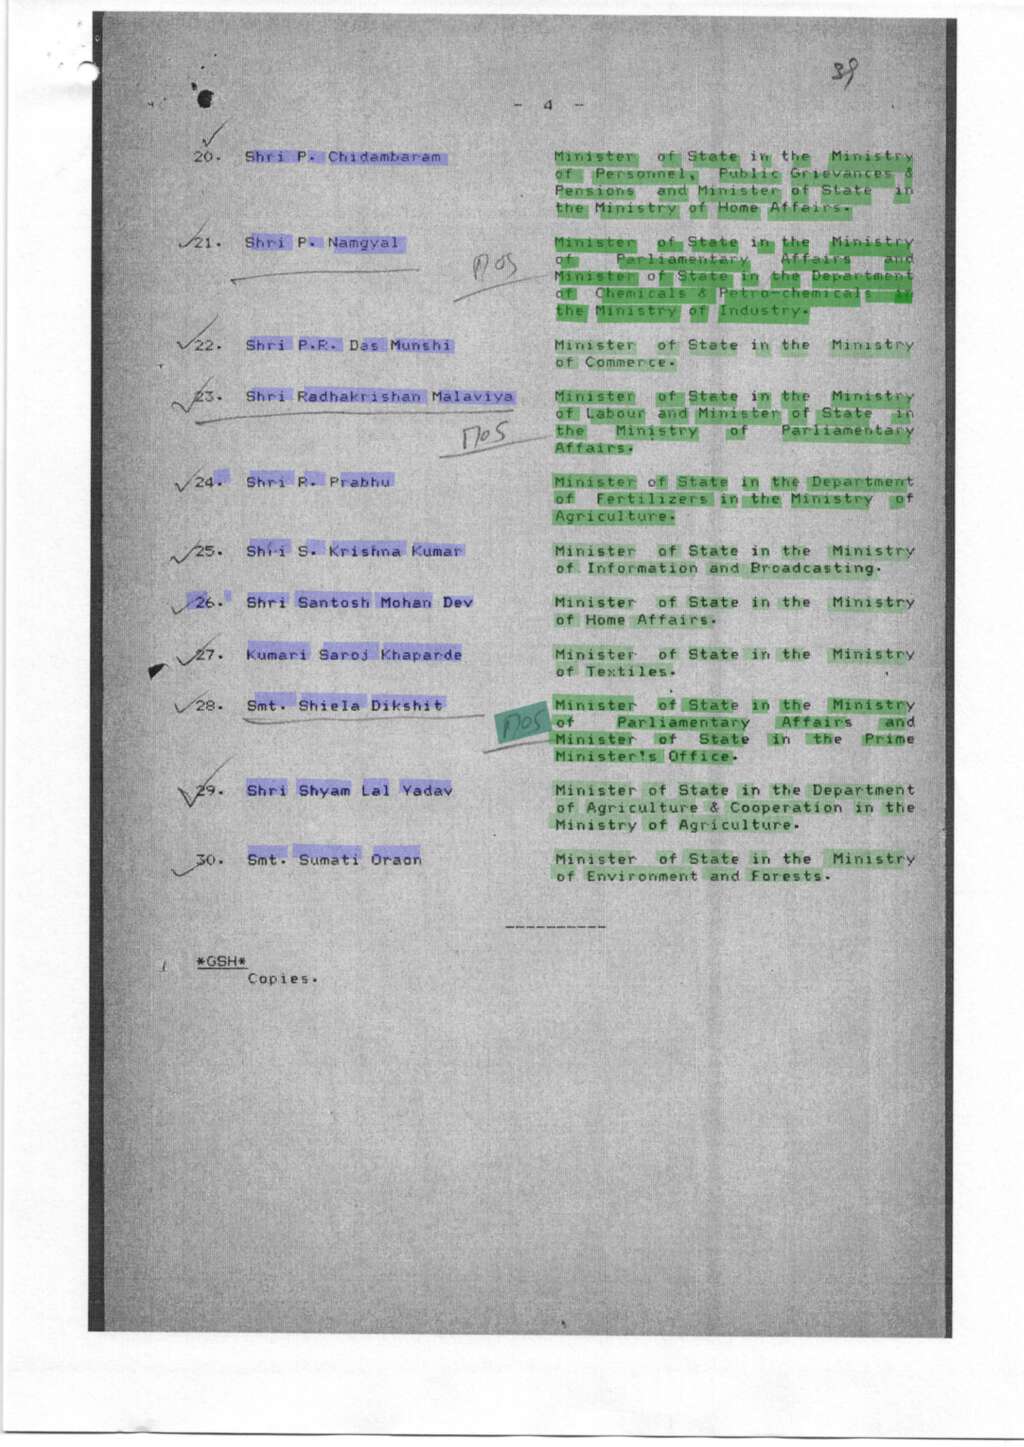 39
- 4 -
20. Shri P. Chidambaram Minister of State in the Ministry
of Personnel, Public Grievances &
Pensions and Minister of State in
the Ministry of Home Affairs.
21. Shri P. Namgyal Minister of State in the Ministry
of Parliamentary Affairs and
MOS Minister of State in the Department
of Chemicals & Petro-chemicals in
the Ministry of Industry.
22. Shri P.R. Das Munshi Minister of State in the Ministry
of Commerce.
23. Shri Radhakrishan Malaviya Minister of State in the Ministry
of Labour and Minister of State in
MOS the Ministry of Parliamentary
Affairs.
24. Shri R. Prabhu Minister of State in the Department
of Fertilizers in the Ministry of
Agriculture.
25. Shri S. Krishna Kumar Minister of State in the Ministry
of Information and Broadcasting.
26. Shri Santosh Mohan Dev Minister of State in the Ministry
of Home Affairs.
27. Kumari Saroj Khaparde Minister of State in the Ministry
of Textiles.
28. Smt. Shiela Dikshit Minister of State in the Ministry
MOS of Parliamentary Affairs and
Minister of State in the Prime
Minister's Office.
29. Shri Shyam Lal Yadav Minister of State in the Department
of Agriculture & Cooperation in the
Ministry of Agriculture.
30. Smt. Sumati Oraon Minister of State in the Ministry
of Environment and Forests.
----------
*GSH*
Copies.